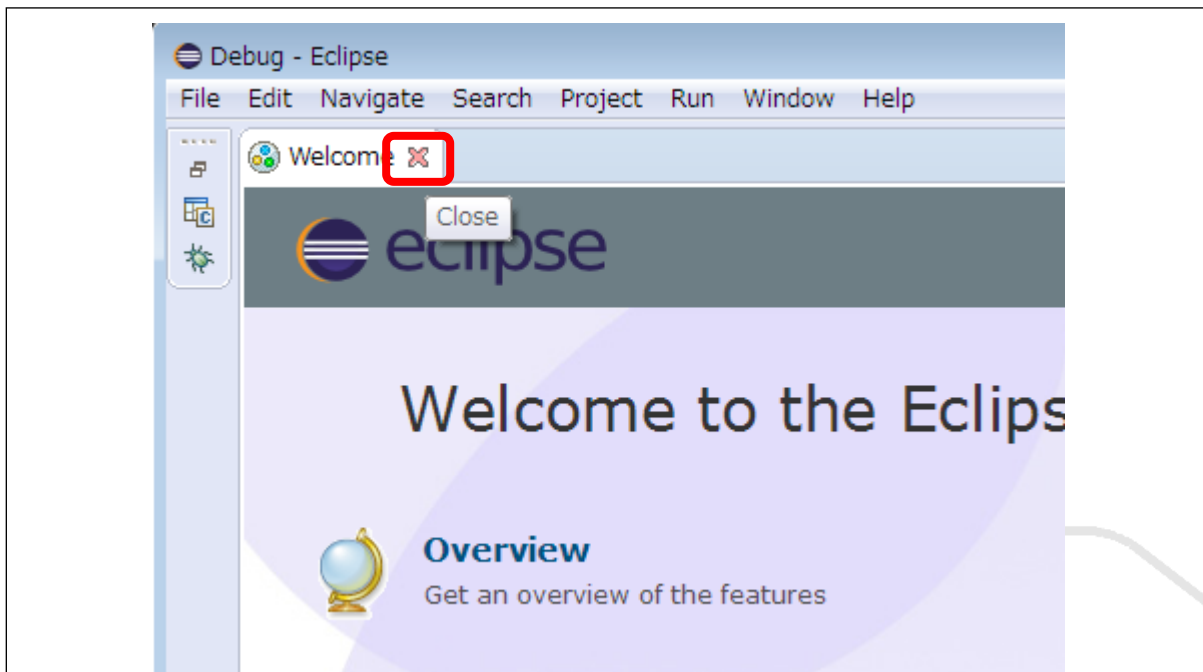 Debug - Eclipse
File Edit Navigate Search Project Run Window Help
Welcome
Close
eclipse
Welcome to the Eclips
Overview
Get an overview of the features